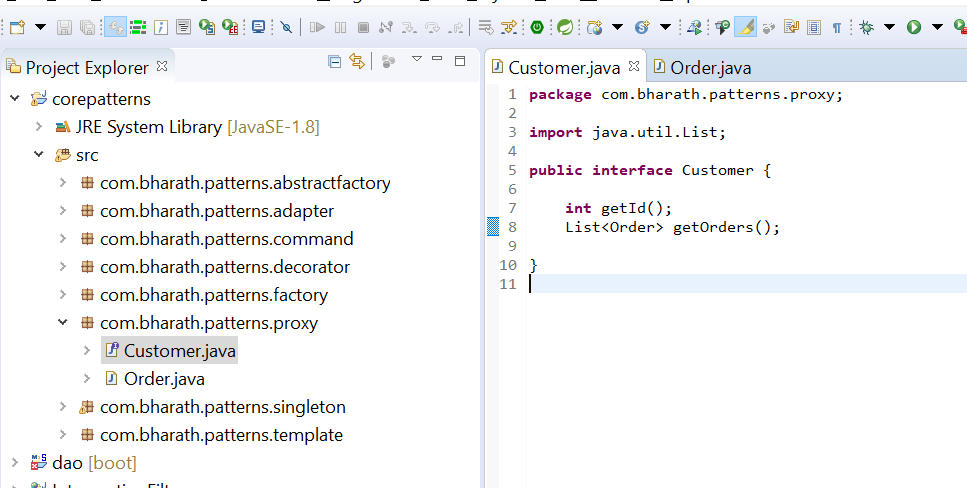 Project Explorer
corepatterns
JRE System Library [JavaSE-1.8]
src
com.bharath.patterns.abstractfactory
com.bharath.patterns.adapter
com.bharath.patterns.command
com.bharath.patterns.decorator
com.bharath.patterns.factory
com.bharath.patterns.proxy
Customer.java
Order.java
com.bharath.patterns.singleton
com.bharath.patterns.template
dao [boot]
Customer.java Order.java
1 package com.bharath.patterns.proxy;
2
3 import java.util.List;
4
5 public interface Customer {
6
7 int getId();
8 List<Order> getOrders();
9
10 }
11